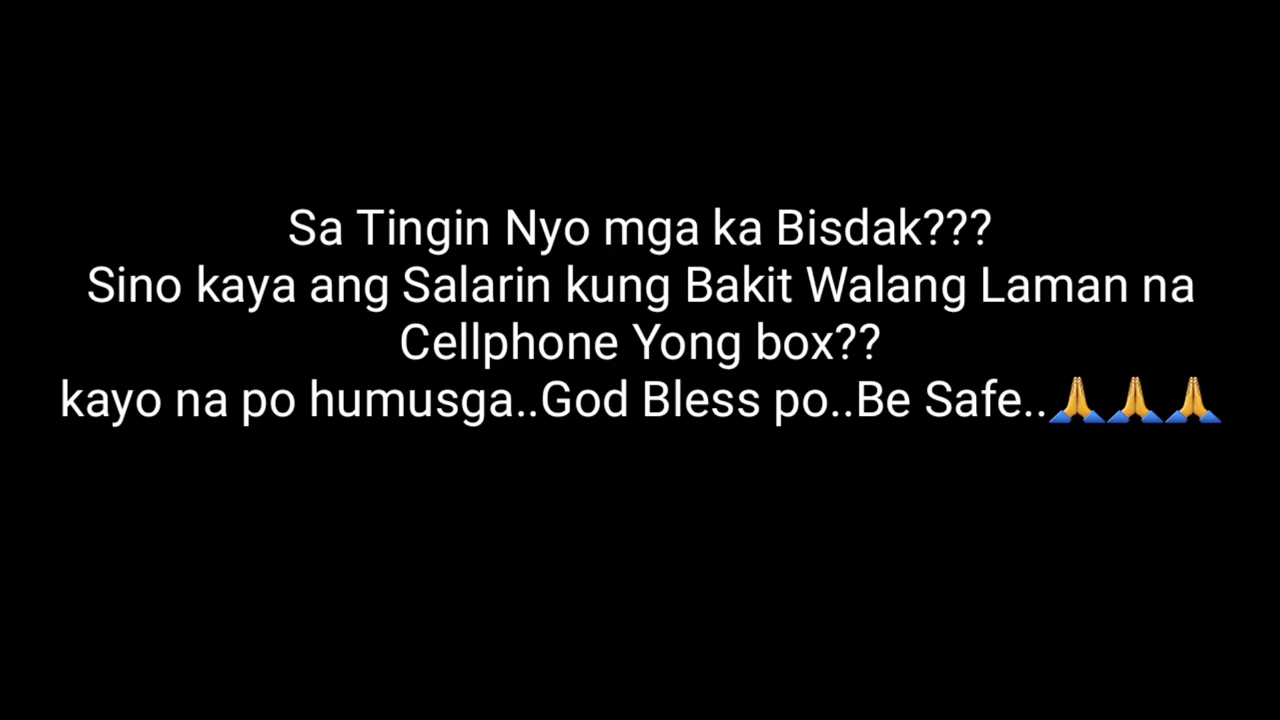 Sa Tingin Nyo mga ka Bisdak???
Sino kaya ang Salarin kung Bakit Walang Laman na
Cellphone Yong box??
kayo na po humusga..God Bless po..Be Safe..🙏🙏🙏